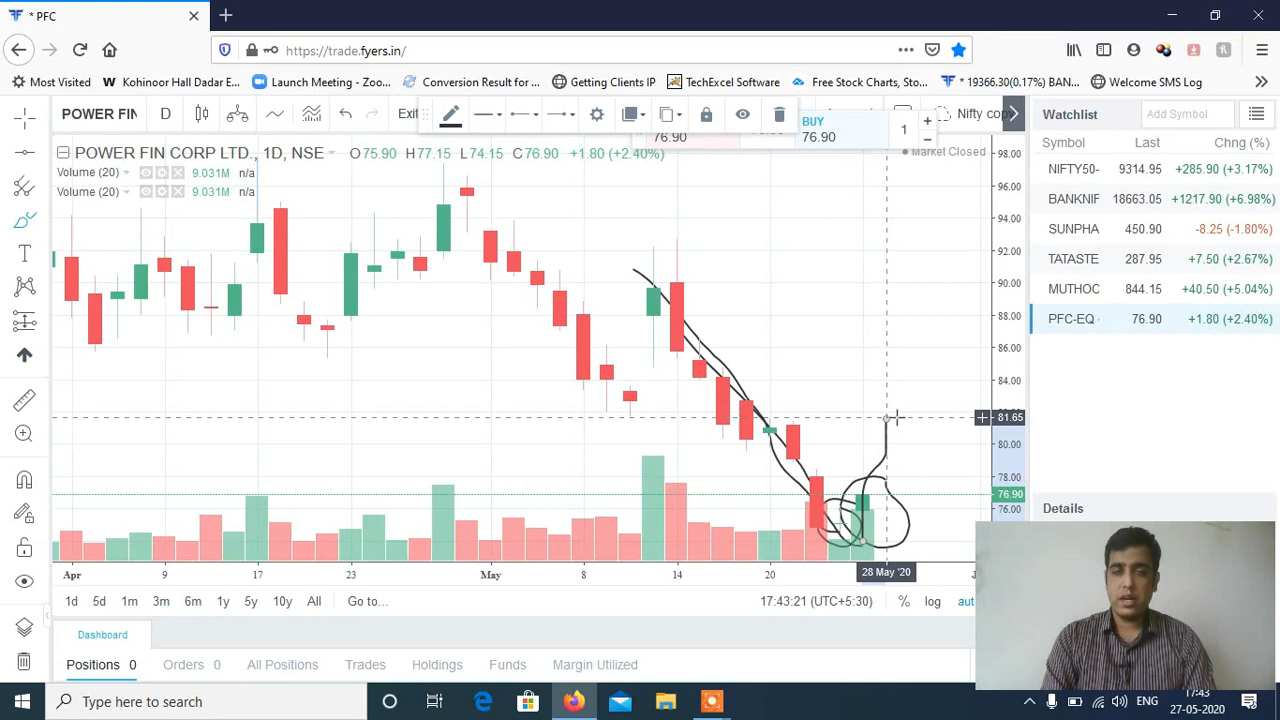 * PFC
https://trade.fyers.in/
Most Visited
Kohinoor Hall Dadar E...
Launch Meeting - Zoo...
Conversion Result for ...
Getting Clients IP
TechExcel Software
Free Stock Charts, Sto...
* 19366.30(0.17%) BAN...
Welcome SMS Log
POWER FIN
D
Exi
BUY
76.90
76.90
1
Nifty cop
Watchlist
Add Symbol
POWER FIN CORP LTD., 1D, NSE O75.90 H77.15 L74.15 C76.90 +1.80 (+2.40%)
Market Closed
Volume (20) 9.031M n/a
Volume (20) 9.031M n/a
Symbol Last Chng (%)
NIFTY50- 9314.95 +285.90 (+3.17%)
BANKNIF 18663.05 +1217.90 (+6.98%)
SUNPHA 450.90 -8.25 (-1.80%)
TATASTE 287.95 +7.50 (+2.67%)
MUTHOC 844.15 +40.50 (+5.04%)
PFC-EQ 76.90 +1.80 (+2.40%)
98.00
96.00
94.00
92.00
90.00
88.00
86.00
84.00
81.65
80.00
78.00
76.90
76.00
Details
Apr 17 23 May 8 14 20 28 May '20
1d 5d 1m 3m 6m 1y 5y 10y All Go to...
17:43:21 (UTC+5:30) % log aut
Dashboard
Positions 0 Orders 0 All Positions Trades Holdings Funds Margin Utilized
Type here to search
17:43
27-05-2020